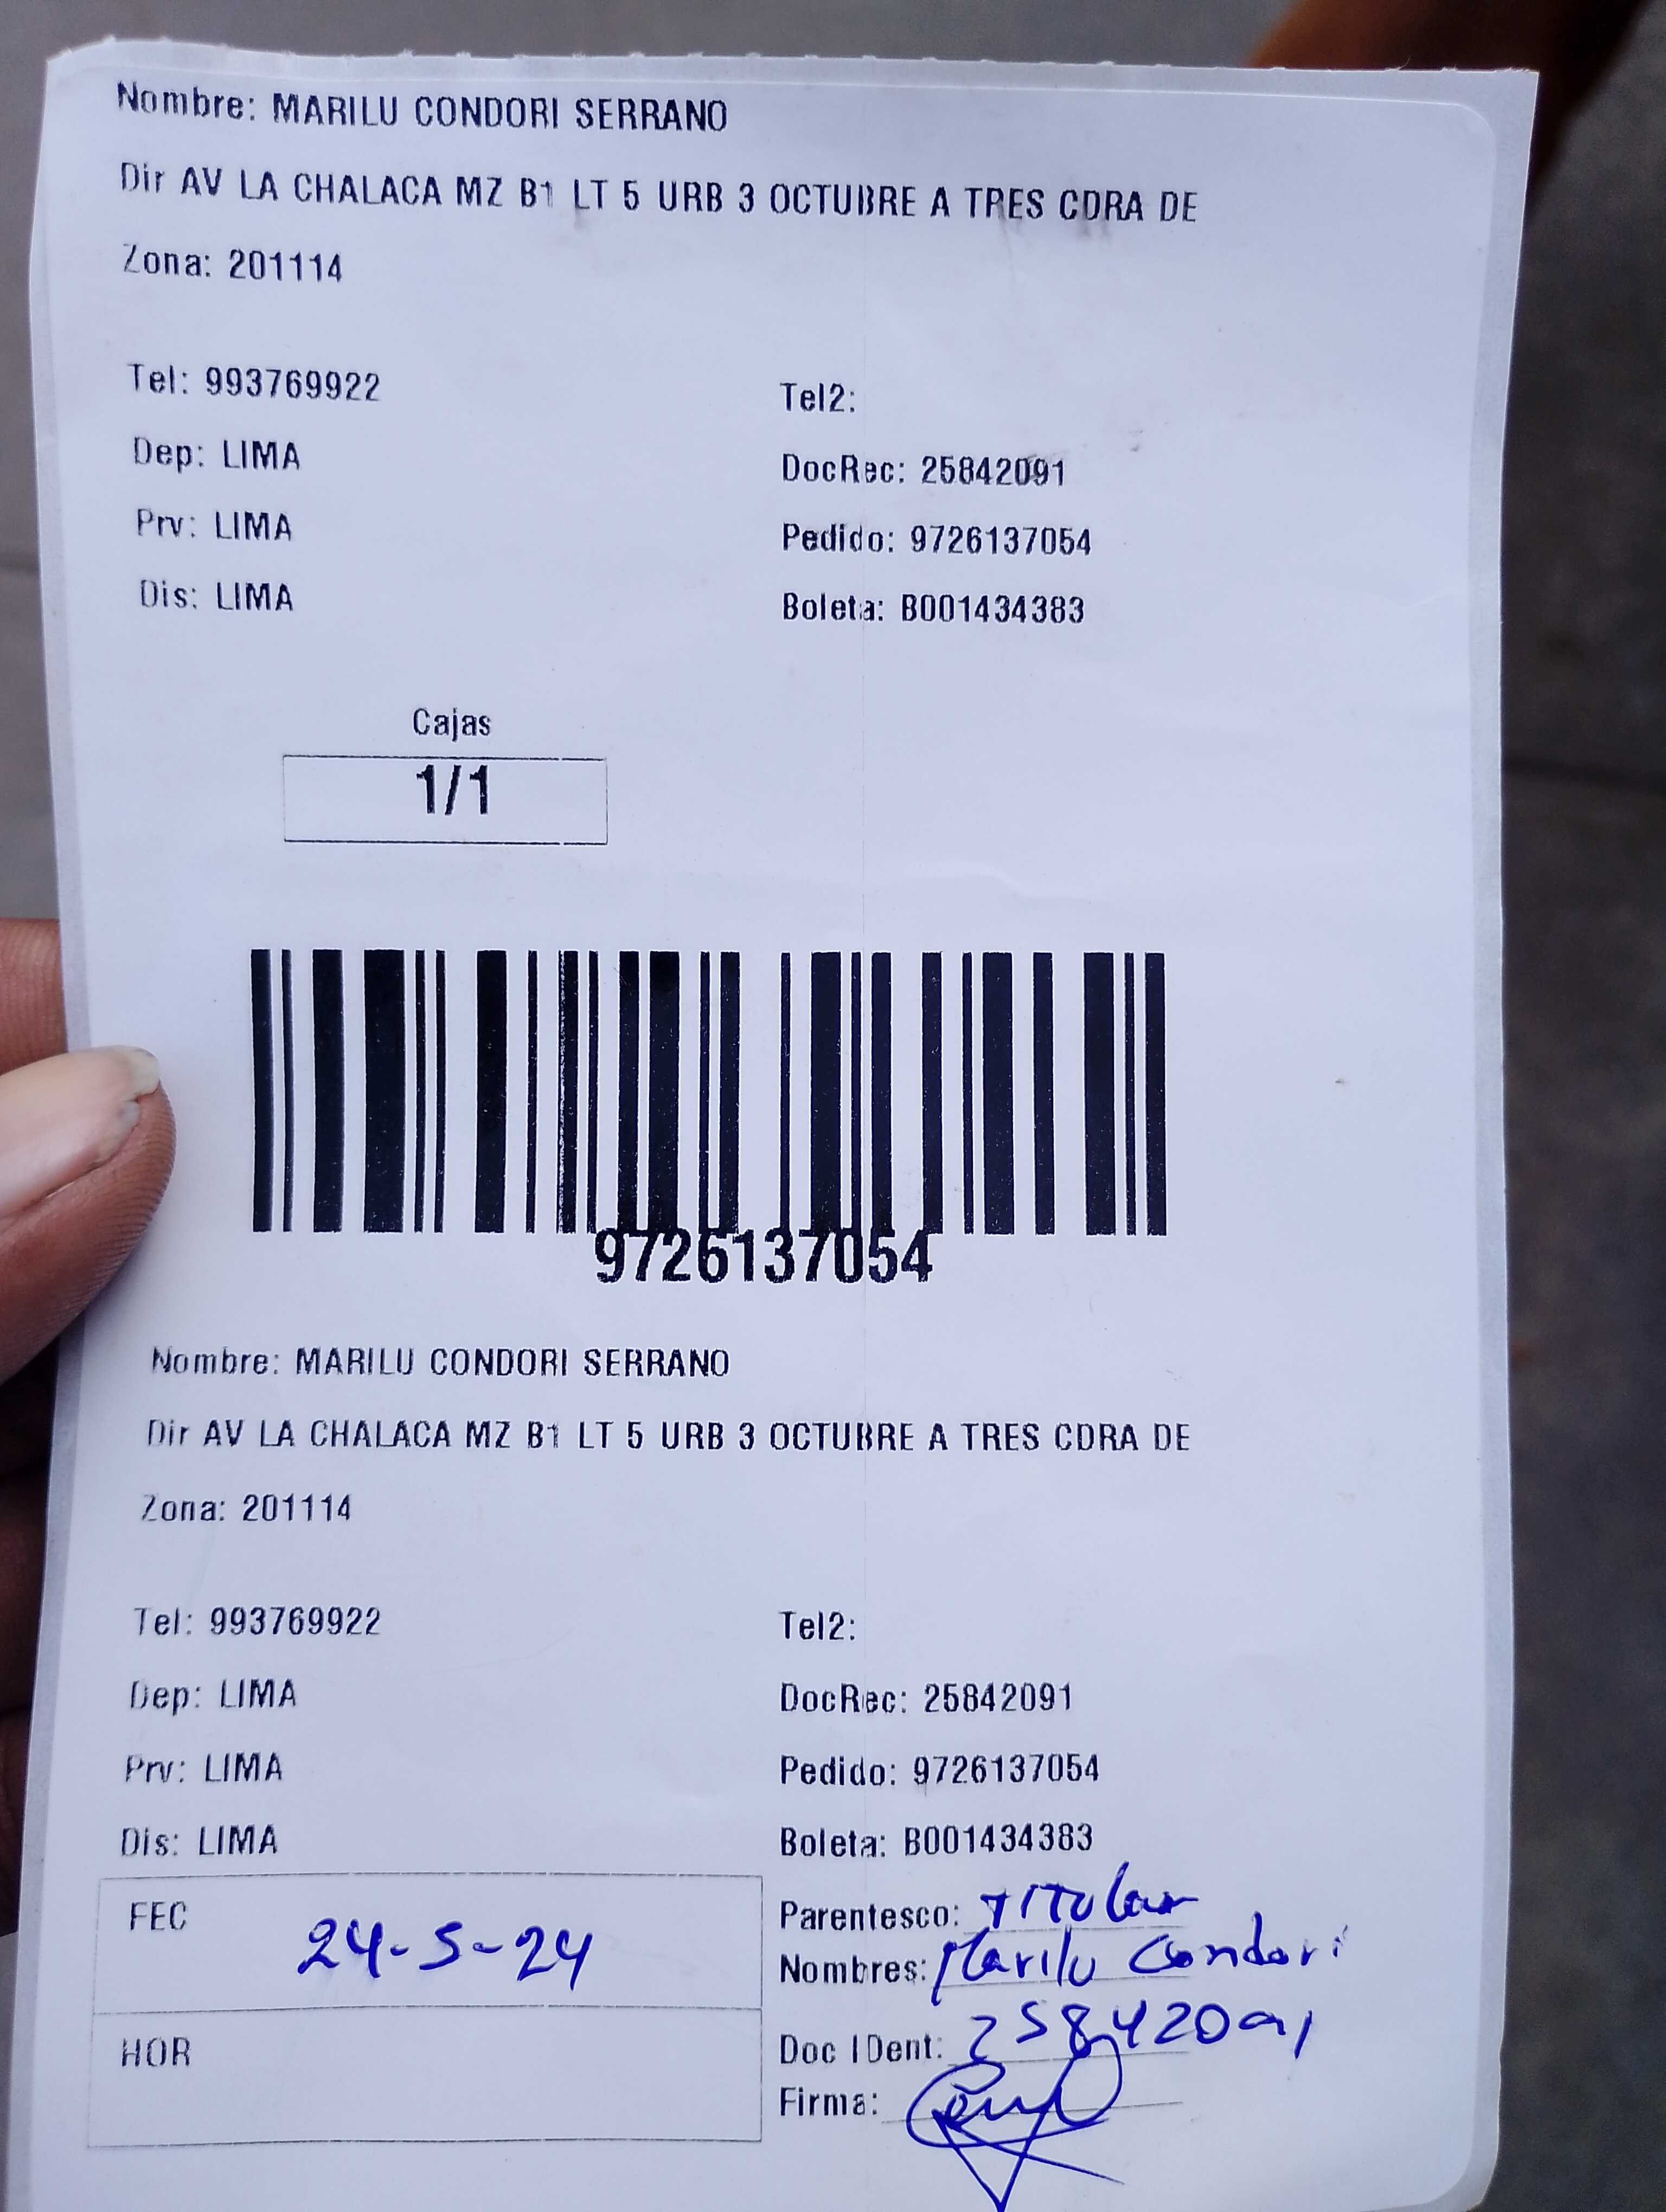 Nombre: MARILU CONDORI SERRANO
Dir AV LA CHALACA MZ B1 LT 5 URB 3 OCTUBRE A TRES CDRA DE
Zona: 201114
Tel: 993769922 Tel2:
Dep: LIMA DocRec: 25842091
Prv: LIMA Pedido: 9726137054
Dis: LIMA Boleta: B001434383
Cajas
1/1
9726137054
Nombre: MARILU CONDORI SERRANO
Dir AV LA CHALACA MZ B1 LT 5 URB 3 OCTUBRE A TRES CDRA DE
Zona: 201114
Tel: 993769922 Tel2:
Dep: LIMA DocRec: 25842091
Prv: LIMA Pedido: 9726137054
Dis: LIMA Boleta: B001434383
FEC 24-5-24 Parentesco: TITular
Nombres: Marilu Condori
HOR Doc IDent: 25842091
Firma: